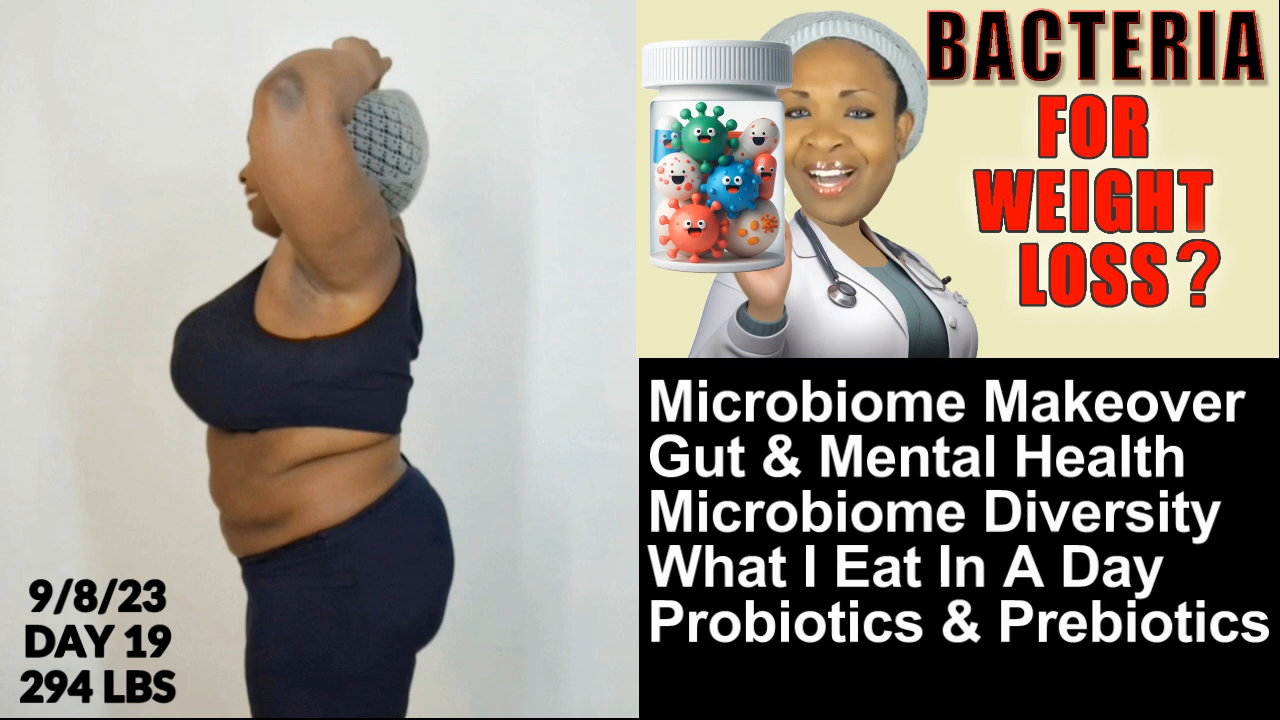 9/8/23
DAY 19
294 LBS
BACTERIA
FOR
WEIGHT
LOSS?
Microbiome Makeover
Gut & Mental Health
Microbiome Diversity
What I Eat In A Day
Probiotics & Prebiotics